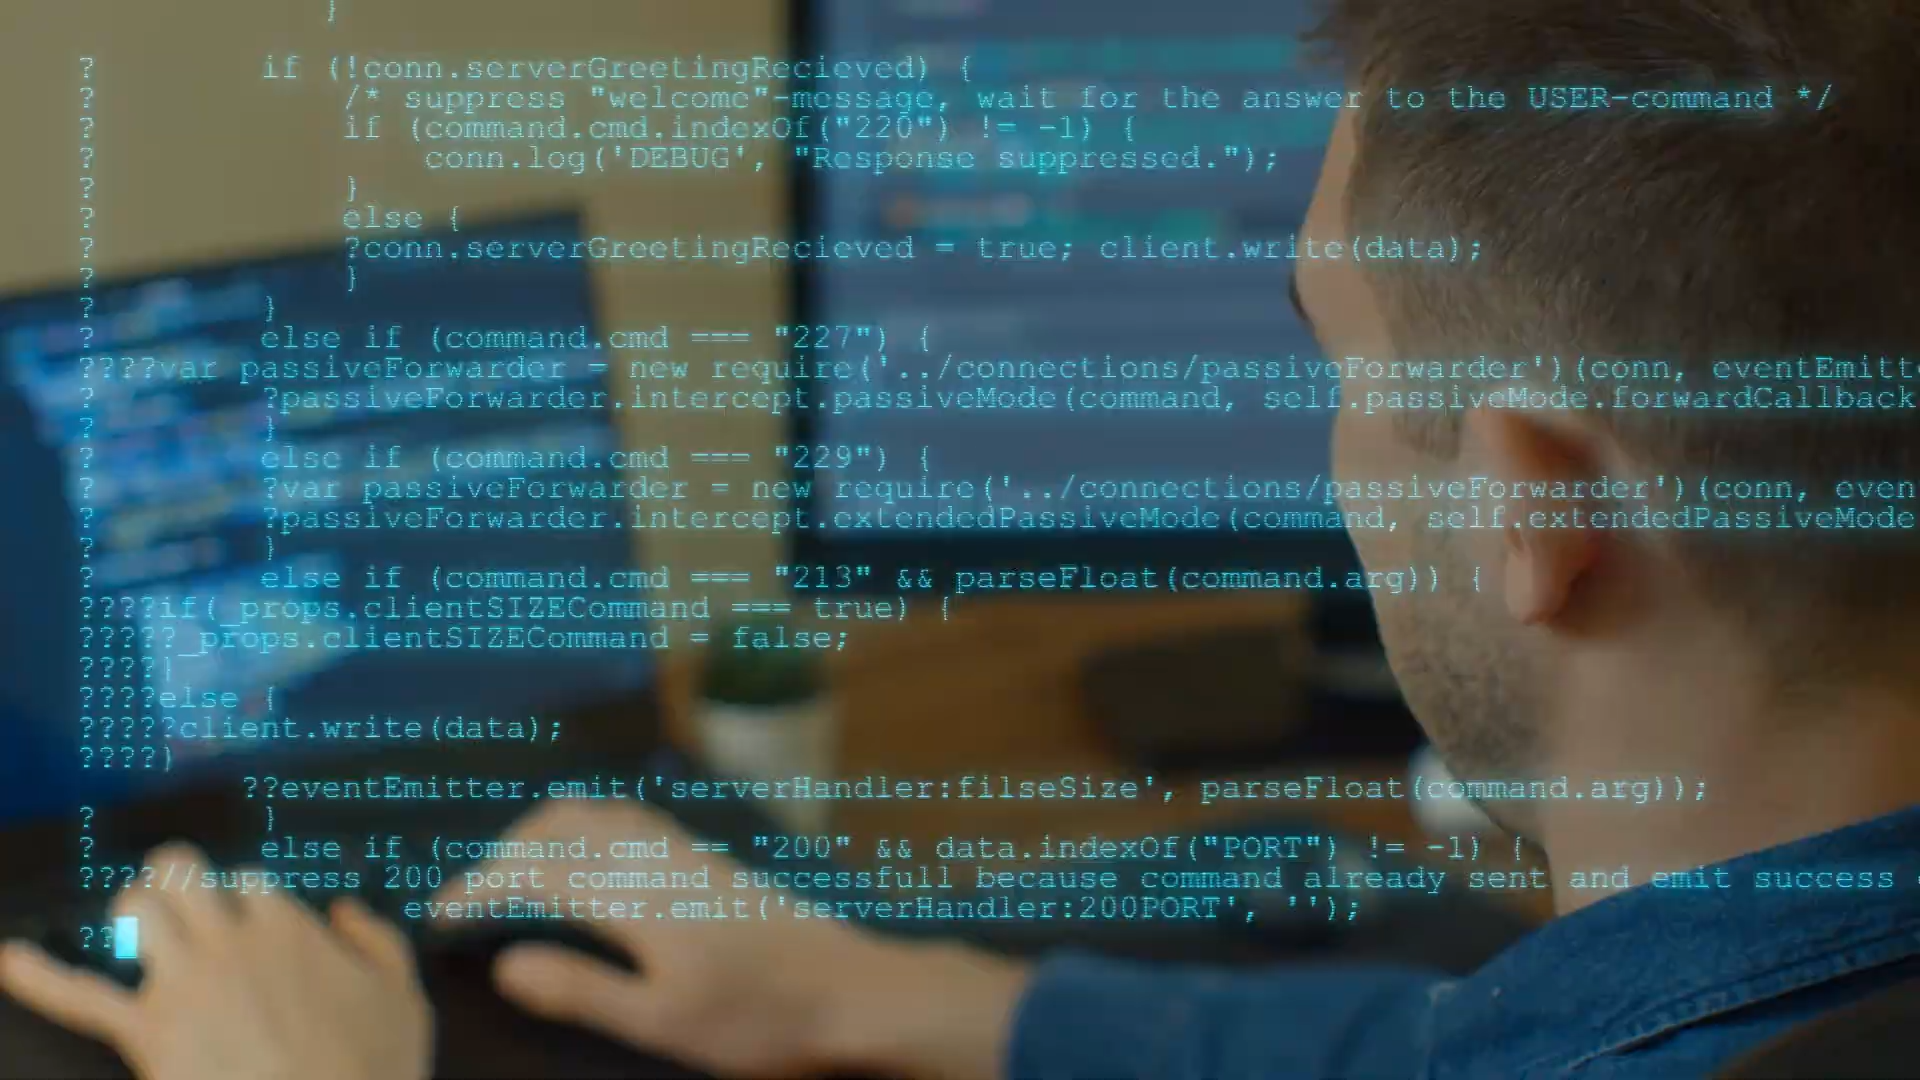 }
? if (!conn.serverGreetingRecieved) {
? /* suppress "welcome"-message, wait for the answer to the USER-command */
? if (command.cmd.indexOf("220") != -1) {
? conn.log('DEBUG', "Response suppressed.");
? }
? else {
? ?conn.serverGreetingRecieved = true; client.write(data);
? }
? }
? else if (command.cmd === "227") {
????var passiveForwarder = new require('../connections/passiveForwarder')(conn, eventEmitt
? ?passiveForwarder.intercept.passiveMode(command, self.passiveMode.forwardCallback
? }
? else if (command.cmd === "229") {
? ?var passiveForwarder = new require('../connections/passiveForwarder')(conn, even
? ?passiveForwarder.intercept.extendedPassiveMode(command, self.extendedPassiveMode
? }
? else if (command.cmd === "213" && parseFloat(command.arg)) {
????if(_props.clientSIZECommand === true) {
?????_props.clientSIZECommand = false;
????}
????else {
?????client.write(data);
????}
??eventEmitter.emit('serverHandler:filseSize', parseFloat(command.arg));
? }
? else if (command.cmd == "200" && data.indexOf("PORT") != -1) {
????//suppress 200 port command successfull because command already sent and emit success
eventEmitter.emit('serverHandler:200PORT', '');
??